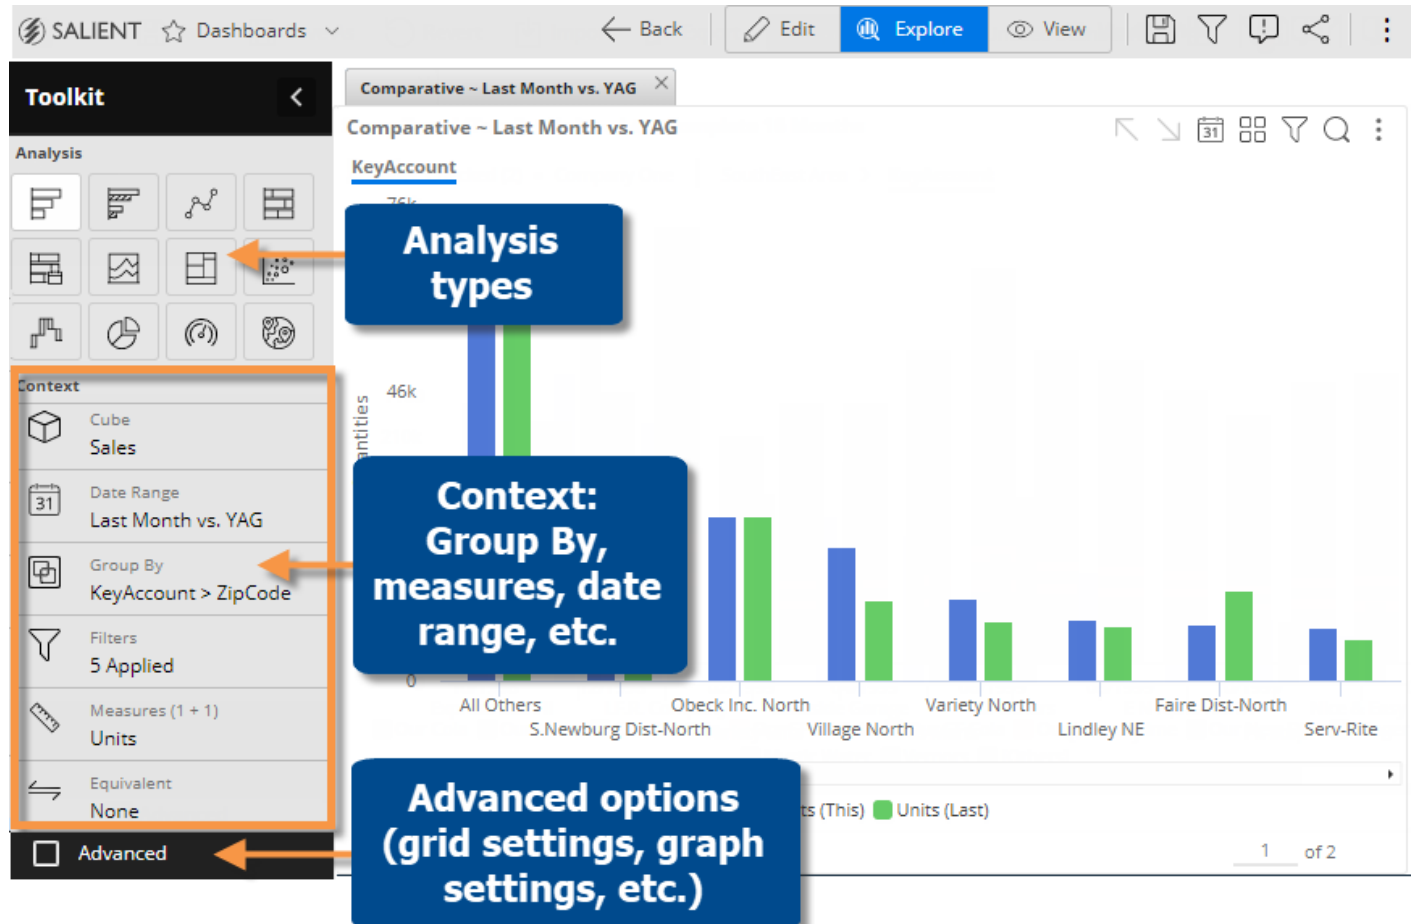 SALIENT Dashboards Back Edit Explore View
Toolkit
Comparative ~ Last Month vs. YAG
Comparative ~ Last Month vs. YAG
31
Analysis
KeyAccount
76k
Analysis
types
46k
Context
Cube
Sales
31
Date Range
Last Month vs. YAG
Group By
KeyAccount > ZipCode
Filters
5 Applied
Measures (1 + 1)
Units
Equivalent
None
Advanced
Context:
Group By,
measures, date
range, etc.
0
All Others Obeck Inc. North Variety North Faire Dist-North
S.Newburg Dist-North Village North Lindley NE Serv-Rite
Advanced options
(grid settings, graph
settings, etc.)
(This) Units (Last)
1 of 2